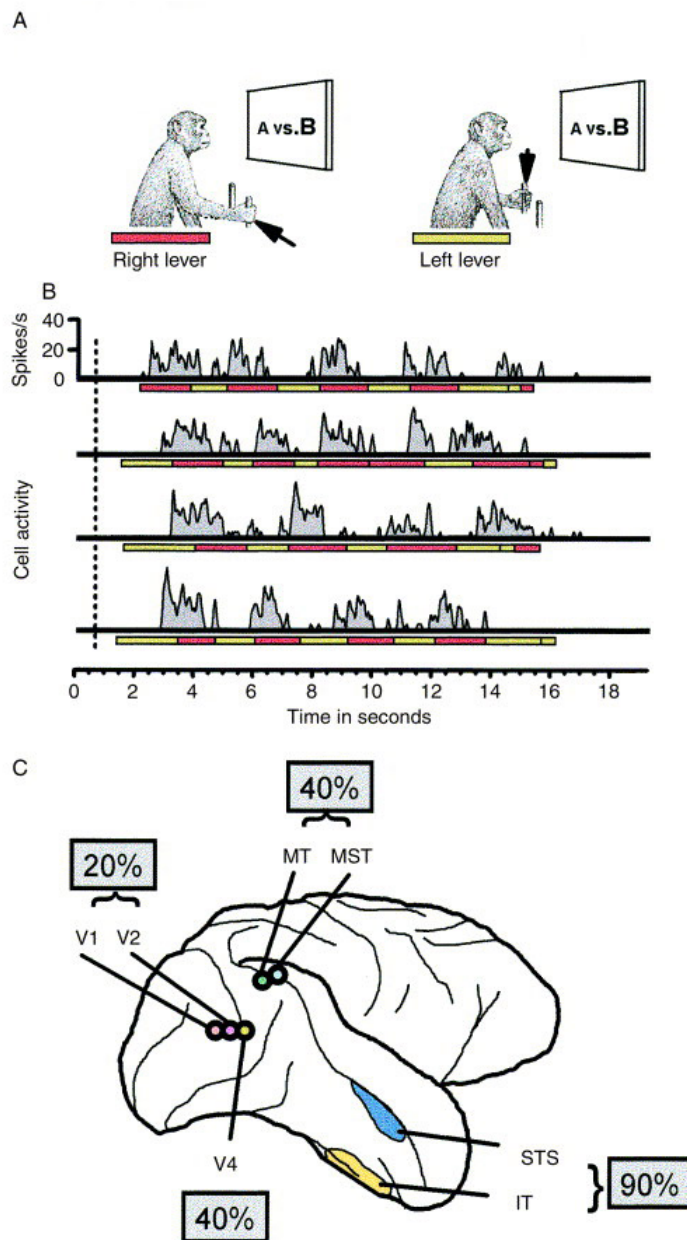 A
A vs.B
A vs.B
Right lever
Left lever
B
Spikes/s
40
20
0
Cell activity
0 2 4 6 8 10 12 14 16 18
Time in seconds
C
40%
MT MST
20%
V1 V2
V4
40%
STS
IT
90%